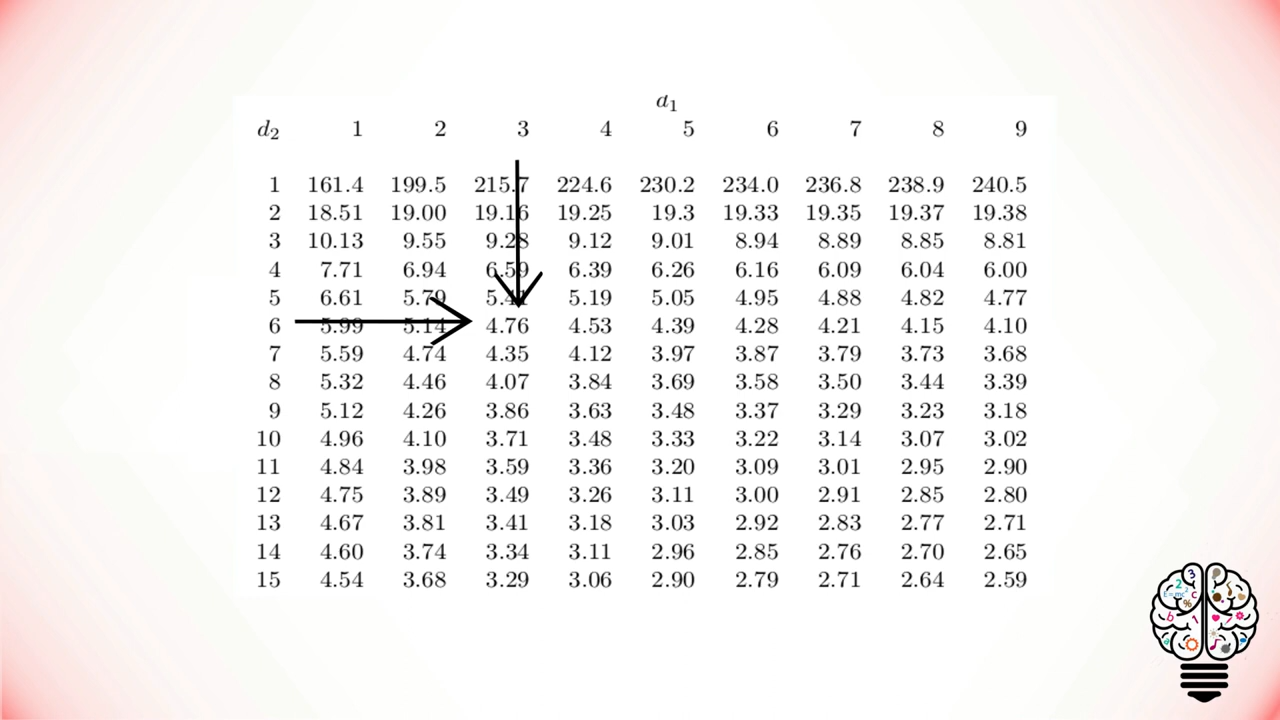 a₁
d₂ 1 2 3 4 5 6 7 8 9
1 161.4 199.5 215.7 224.6 230.2 234.0 236.8 238.9 240.5
2 18.51 19.00 19.16 19.25 19.3 19.33 19.35 19.37 19.38
3 10.13 9.55 9.28 9.12 9.01 8.94 8.89 8.85 8.81
4 7.71 6.94 6.59 6.39 6.26 6.16 6.09 6.04 6.00
5 6.61 5.79 5.41 5.19 5.05 4.95 4.88 4.82 4.77
6 5.99 5.14 4.76 4.53 4.39 4.28 4.21 4.15 4.10
7 5.59 4.74 4.35 4.12 3.97 3.87 3.79 3.73 3.68
8 5.32 4.46 4.07 3.84 3.69 3.58 3.50 3.44 3.39
9 5.12 4.26 3.86 3.63 3.48 3.37 3.29 3.23 3.18
10 4.96 4.10 3.71 3.48 3.33 3.22 3.14 3.07 3.02
11 4.84 3.98 3.59 3.36 3.20 3.09 3.01 2.95 2.90
12 4.75 3.89 3.49 3.26 3.11 3.00 2.91 2.85 2.80
13 4.67 3.81 3.41 3.18 3.03 2.92 2.83 2.77 2.71
14 4.60 3.74 3.34 3.11 2.96 2.85 2.76 2.70 2.65
15 4.54 3.68 3.29 3.06 2.90 2.79 2.71 2.64 2.59